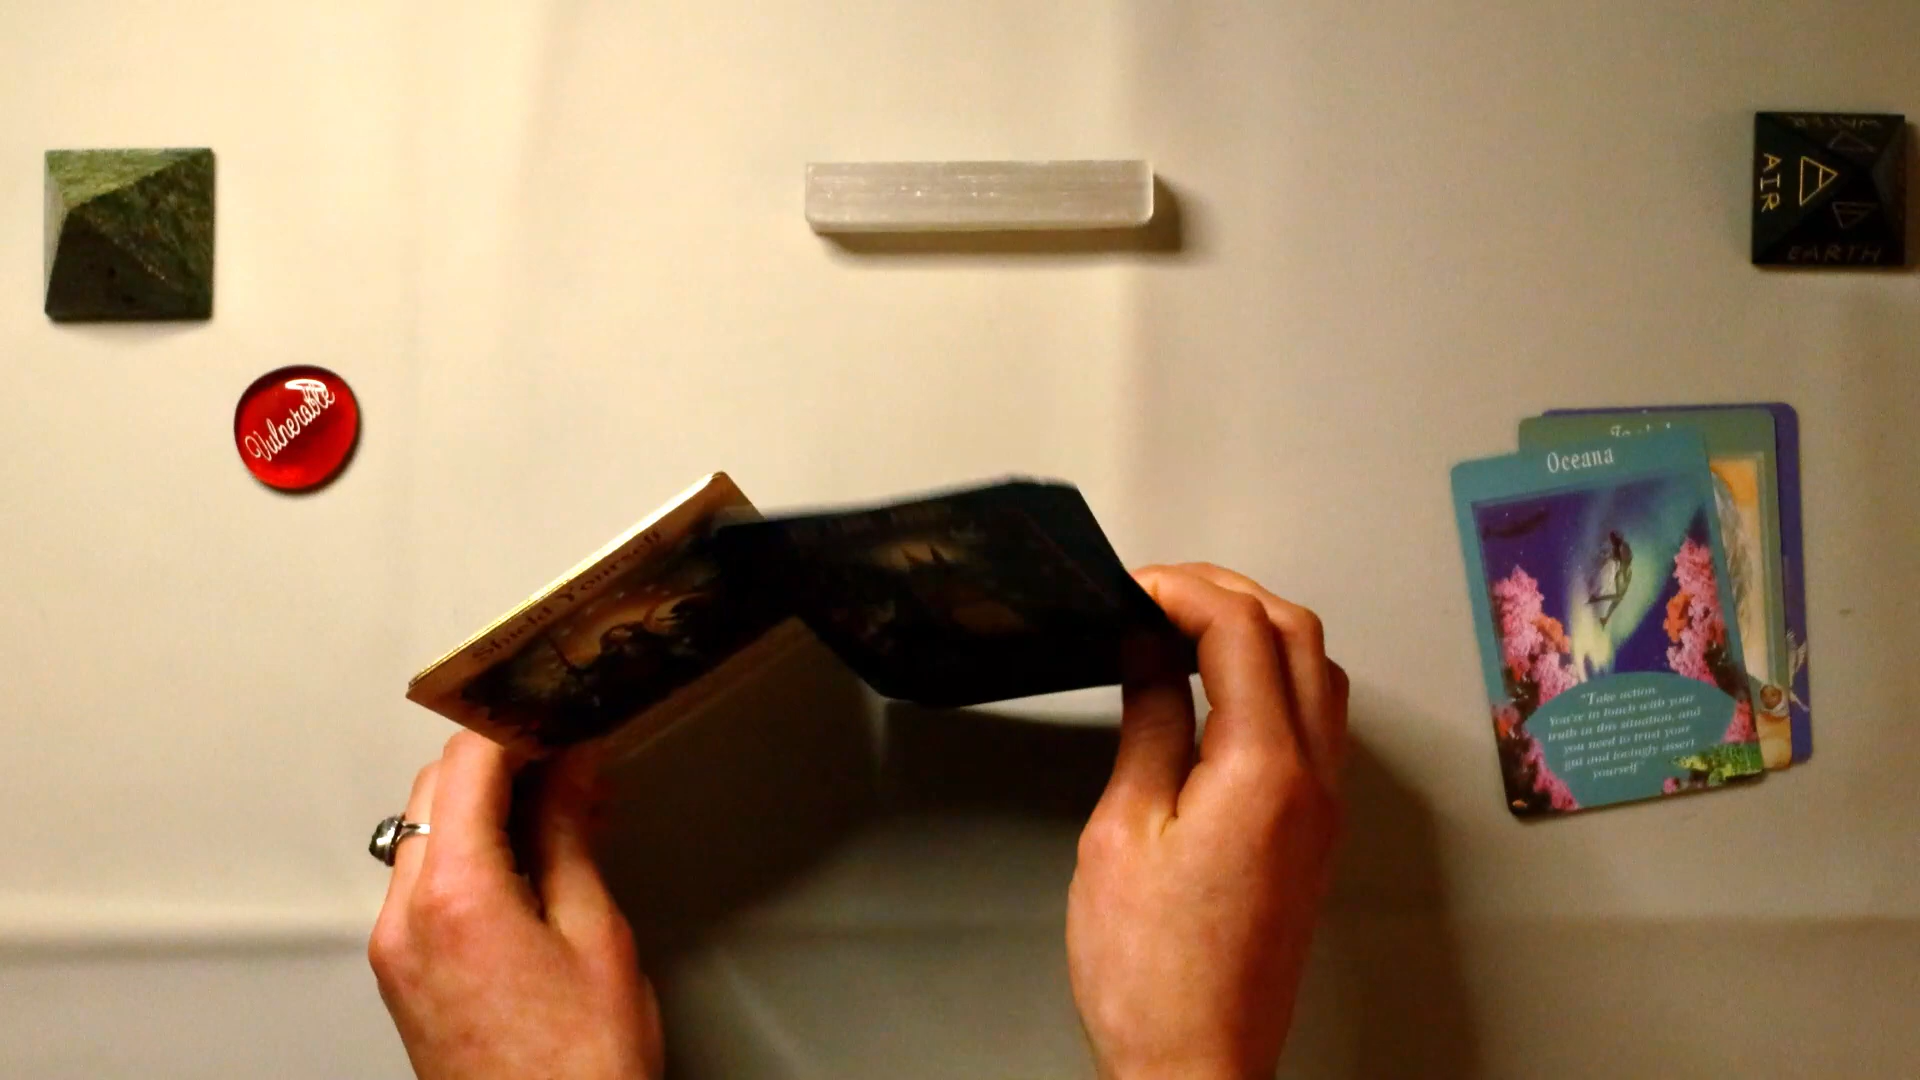 WATER
AIR
EARTH
Vulnerable
Shield Yourself
Oceana
"Take action.
You're in touch with your
truth in this situation, and
you need to trust your
gut and lovingly assert
yourself"